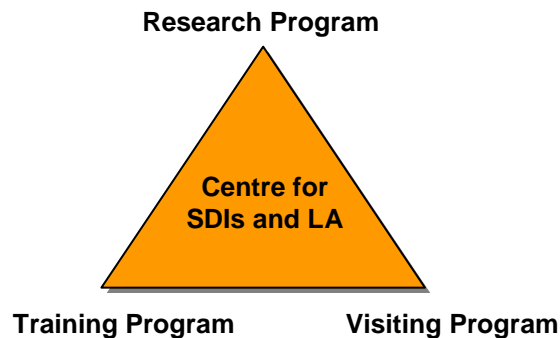 Research Program
Centre for
SDIs and LA
Training Program
Visiting Program